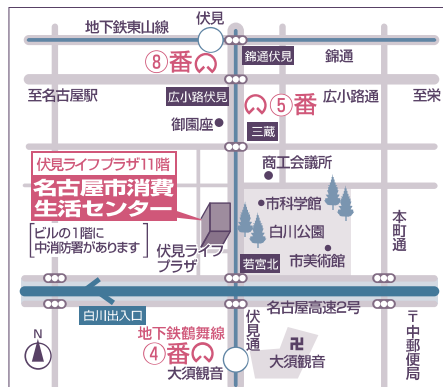 伏見
地下鉄東山線
⑧番
錦通伏見
錦通
至名古屋駅
広小路伏見
⑤番
広小路通
至栄
御園座
三蔵
伏見ライフプラザ11階
名古屋市消費
生活センター
ビルの1階に
中消防署があります
商工会議所
市科学館
白川公園
市美術館
本町通
伏見ライフ
プラザ
若宮北
白川出入口
名古屋高速2号
伏見通
地下鉄鶴舞線
④番
大須観音
卍
大須観音
〒中郵便局
N